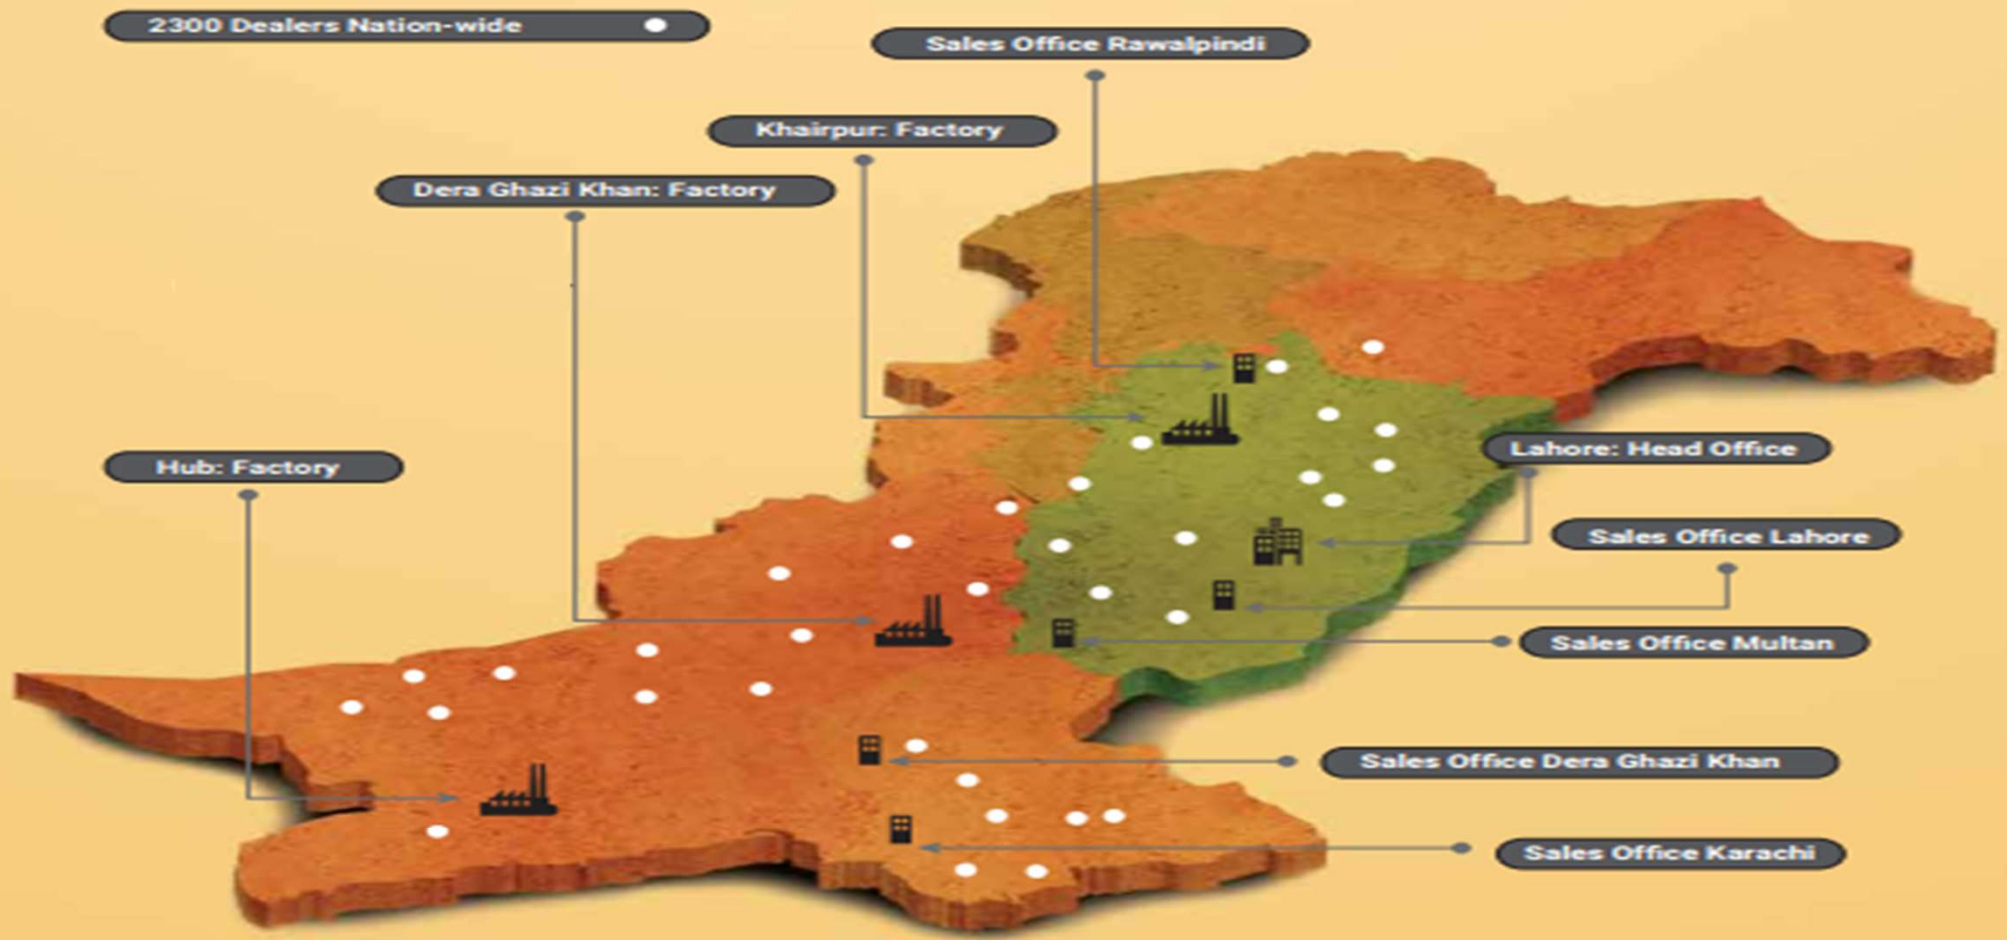 2300 Dealers Nation-wide
Sales Office Rawalpindi
Khairpur: Factory
Dera Ghazi Khan: Factory
Hub: Factory
Lahore: Head Office
Sales Office Lahore
Sales Office Multan
Sales Office Dera Ghazi Khan
Sales Office Karachi